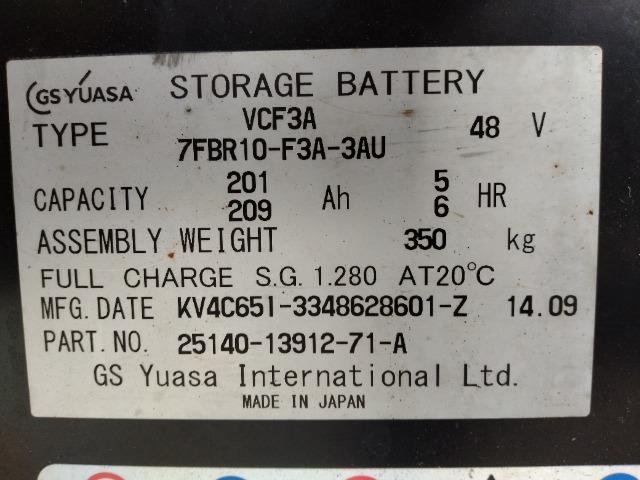 GS YUASA STORAGE BATTERY
TYPE VCF3A 48 V
7FBR10-F3A-3AU
CAPACITY 201 Ah 5 HR
209 6
ASSEMBLY WEIGHT 350 kg
FULL CHARGE S.G. 1.280 AT20℃
MFG. DATE KV4C65I-3348628601-Z 14.09
PART. NO. 25140-13912-71-A
GS Yuasa International Ltd.
MADE IN JAPAN